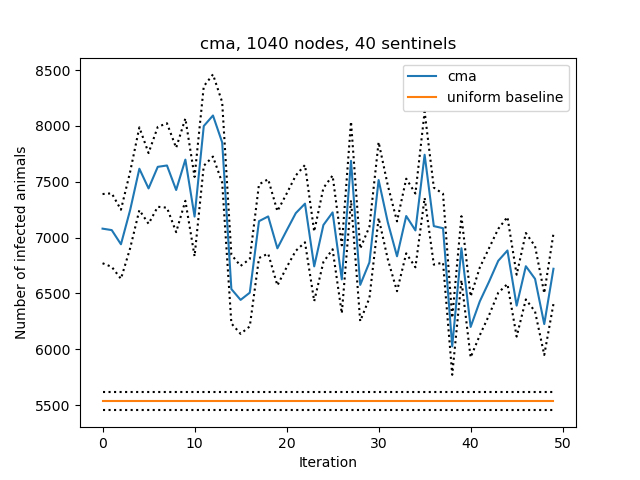 cma, 1040 nodes, 40 sentinels
cma
uniform baseline
8500
8000
7500
7000
6500
6000
5500
Number of infected animals
0 10 20 30 40 50
Iteration